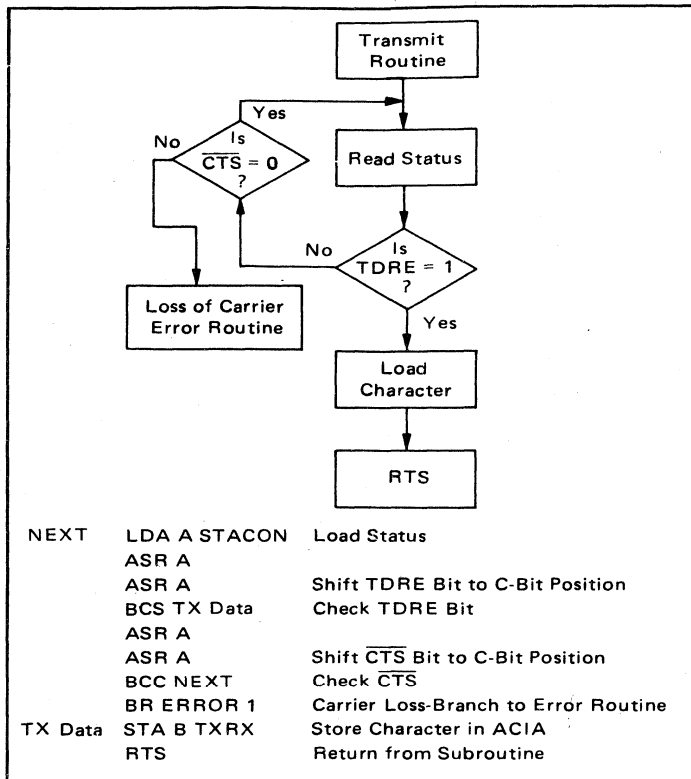 Transmit
Routine
Yes
Is
No
C̅T̅S̅ = 0
?
Read Status
No
Is
TDRE = 1
?
Loss of Carrier
Error Routine
Yes
Load
Character
RTS
NEXT LDA A STACON Load Status
ASR A
ASR A Shift TDRE Bit to C-Bit Position
BCS TX Data Check TDRE Bit
ASR A
ASR A Shift C̅T̅S̅ Bit to C-Bit Position
BCC NEXT Check C̅T̅S̅
BR ERROR 1 Carrier Loss-Branch to Error Routine
TX Data STA B TXRX Store Character in ACIA
RTS Return from Subroutine